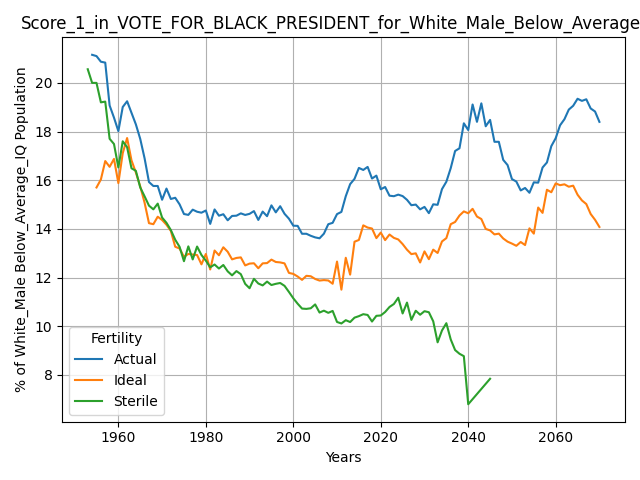 Score_1_in_VOTE_FOR_BLACK_PRESIDENT_for_White_Male_Below_Average
% of White_Male Below_Average_IQ Population
20
18
16
14
12
10
8
Fertility
Actual
Ideal
Sterile
1960 1980 2000 2020 2040 2060
Years